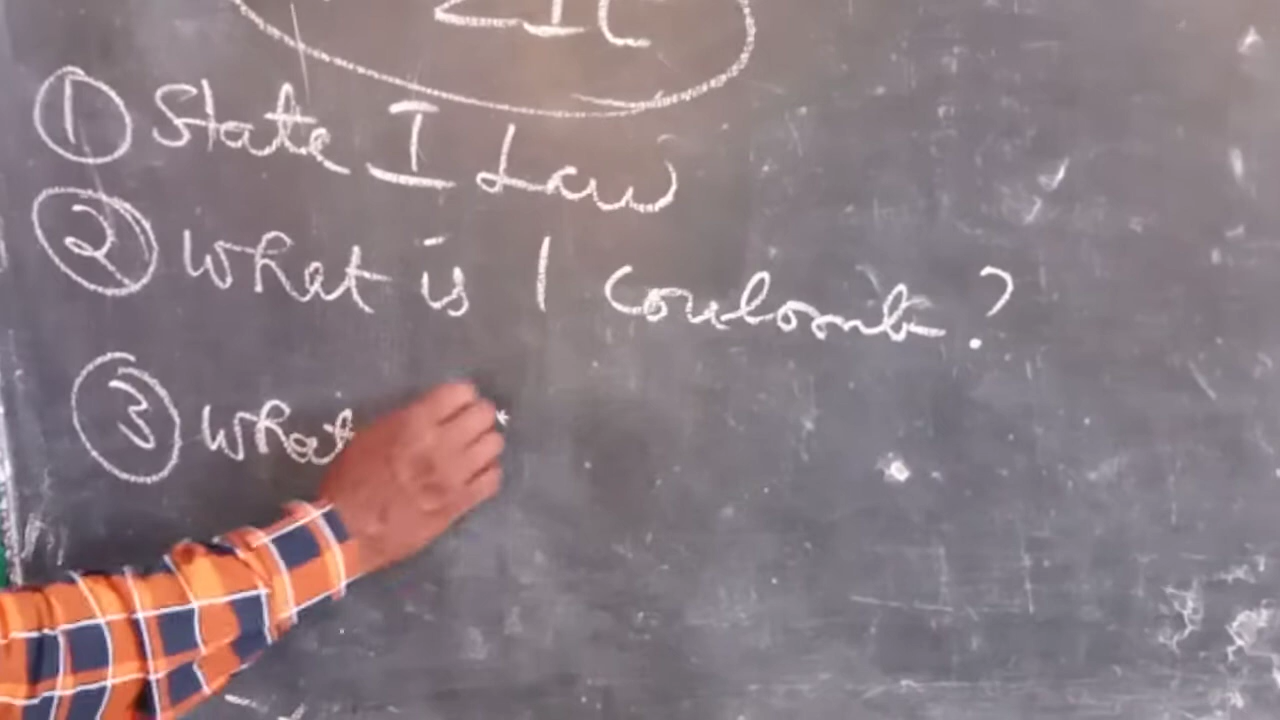 ① State I Law
② What is 1 Coulomb?
③ What